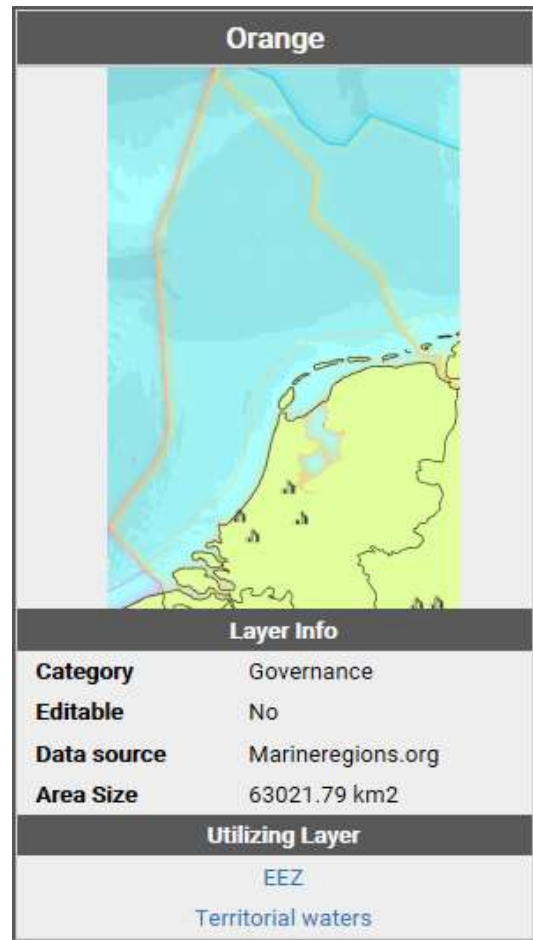 Orange
Layer Info
Category Governance
Editable No
Data source Marineregions.org
Area Size 63021.79 km2
Utilizing Layer
EEZ
Territorial waters